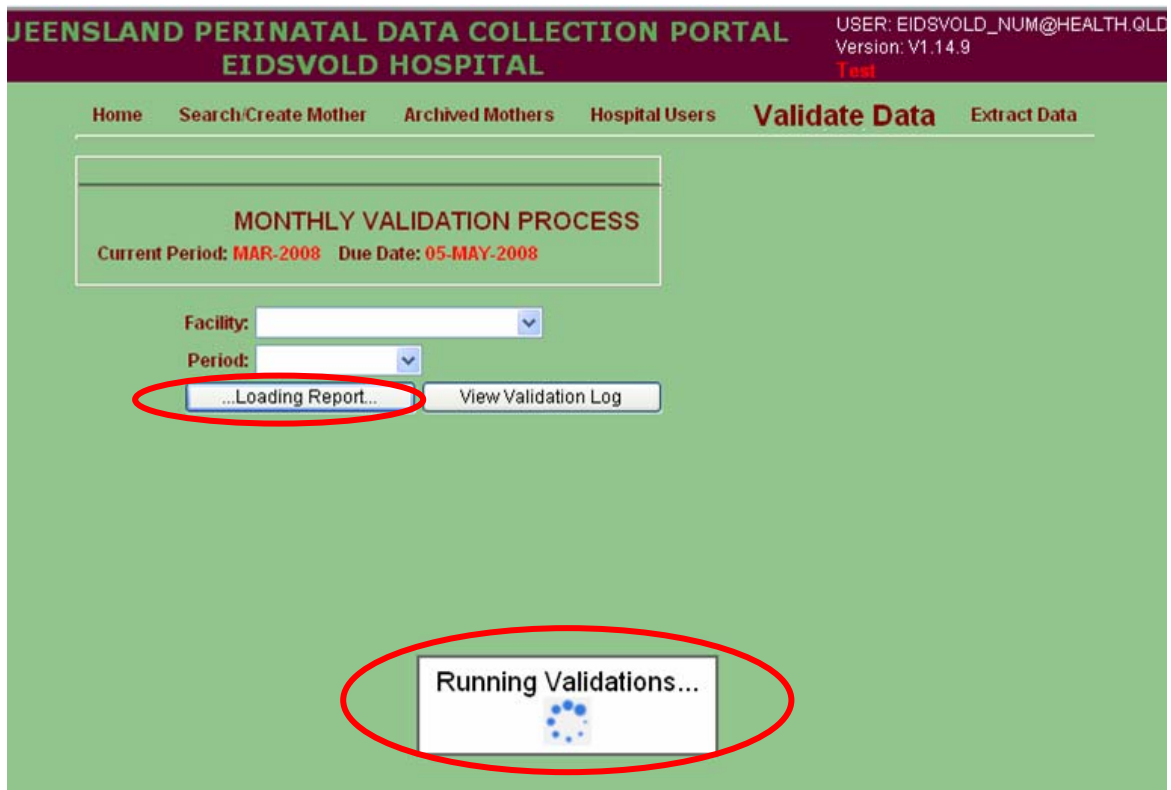 UEENSLAND PERINATAL DATA COLLECTION PORTAL
EIDSVOLD HOSPITAL
USER: EIDSVOLD_NUM@HEALTH.QLD
Version: V1.14.9
Test
Home Search/Create Mother Archived Mothers Hospital Users Validate Data Extract Data
MONTHLY VALIDATION PROCESS
Current Period: MAR-2008 Due Date: 05-MAY-2008
Facility:
Period:
...Loading Report... View Validation Log
Running Validations...